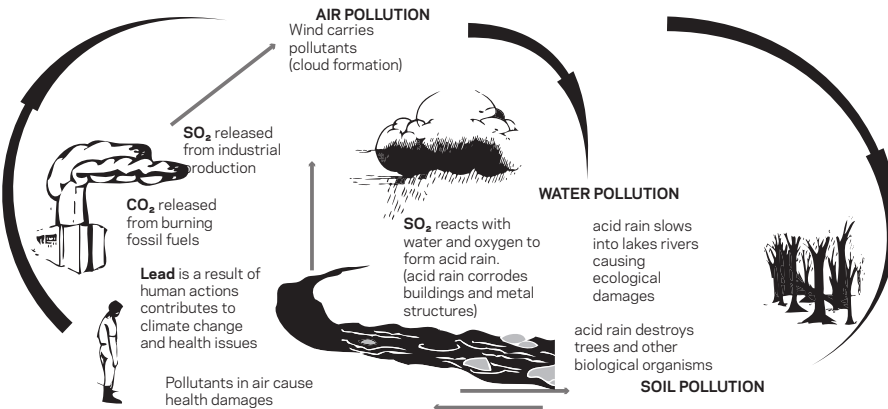 AIR POLLUTION
Wind carries
pollutants
(cloud formation)
SO₂ released
from industrial
production
CO₂ released
from burning
fossil fuels
Lead is a result of
human actions
contributes to
climate change
and health issues
Pollutants in air cause
health damages
SO₂ reacts with
water and oxygen to
form acid rain.
(acid rain corrodes
buildings and metal
structures)
WATER POLLUTION
acid rain slows
into lakes rivers
causing
ecological
damages
acid rain destroys
trees and other
biological organisms
SOIL POLLUTION